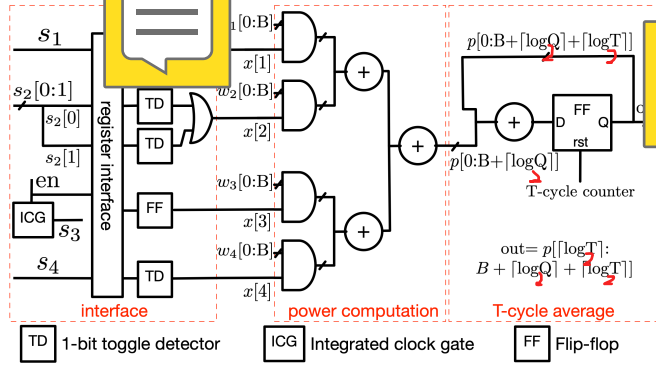 s1
1[0:B]
x[1]
s2[0:1]
s2[0]
s2[1]
TD
TD
w2[0:B]
x[2]
register interface
en
ICG
s3
FF
w3[0:B]
x[3]
s4
TD
w4[0:B]
x[4]
+
+
+
p[0:B+⌈logQ⌉+⌈logT⌉]
+
FF
D Q
rst
p[0:B+⌈logQ⌉]
T-cycle counter
out= p[⌈logT⌉:
B + ⌈logQ⌉ + ⌈logT⌉]
interface
power computation
T-cycle average
TD 1-bit toggle detector
ICG Integrated clock gate
FF Flip-flop